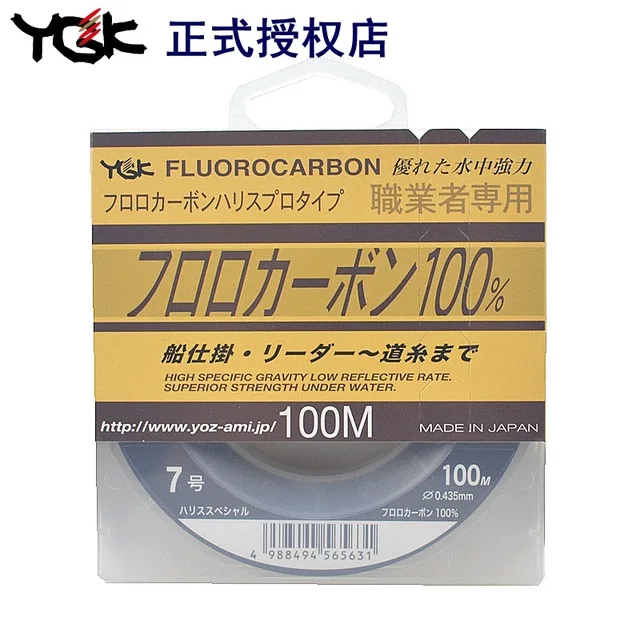 YGK 正式授权店
YGK FLUOROCARBON 優れた水中強力
フロロカーボンハリスプロタイプ 職業者専用
フロロカーボン100%
船仕掛・リーダー～道糸まで
HIGH SPECIFIC GRAVITY LOW REFLECTIVE RATE.
SUPERIOR STRENGTH UNDER WATER.
http://www.yoz-ami.jp/ 100M MADE IN JAPAN
7号 100M
ハリススペシャル Ø0.435mm
フロロカーボン 100%
4 988494 565631